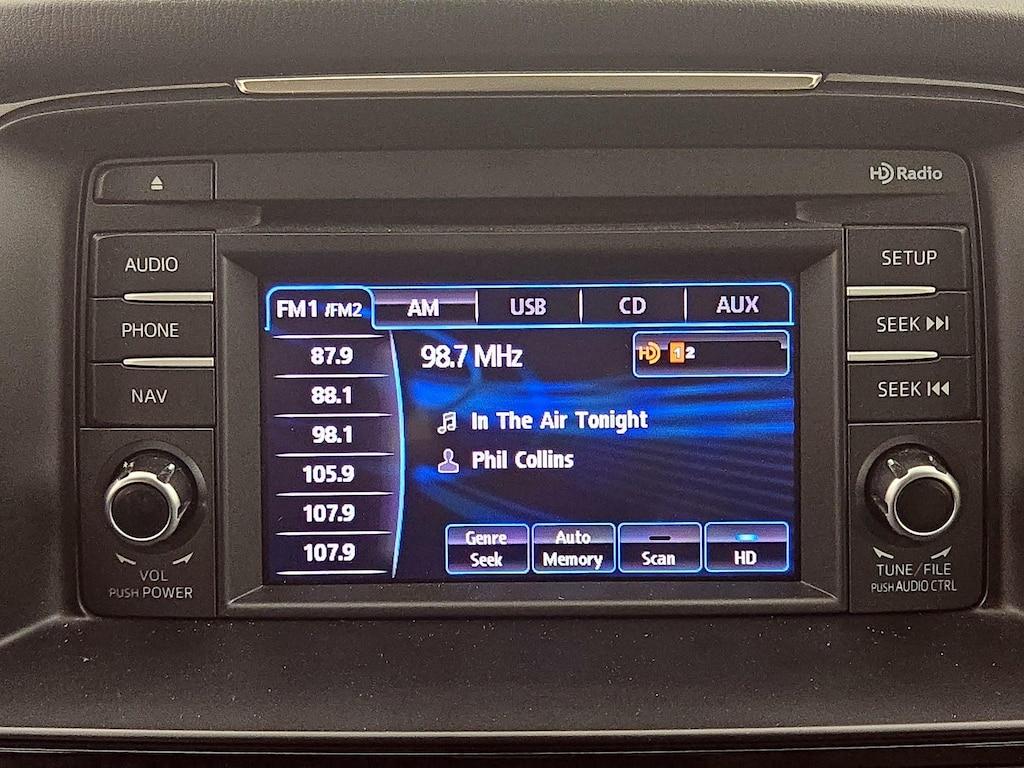 HD Radio
AUDIO
PHONE
NAV
VOL
PUSH POWER
FM1 /FM2
AM
USB
CD
AUX
87.9
88.1
98.1
105.9
107.9
107.9
98.7 MHz
HD 1 2
In The Air Tonight
Phil Collins
Genre
Seek
Auto
Memory
Scan
HD
SETUP
SEEK
SEEK
TUNE/FILE
PUSH AUDIO CTRL